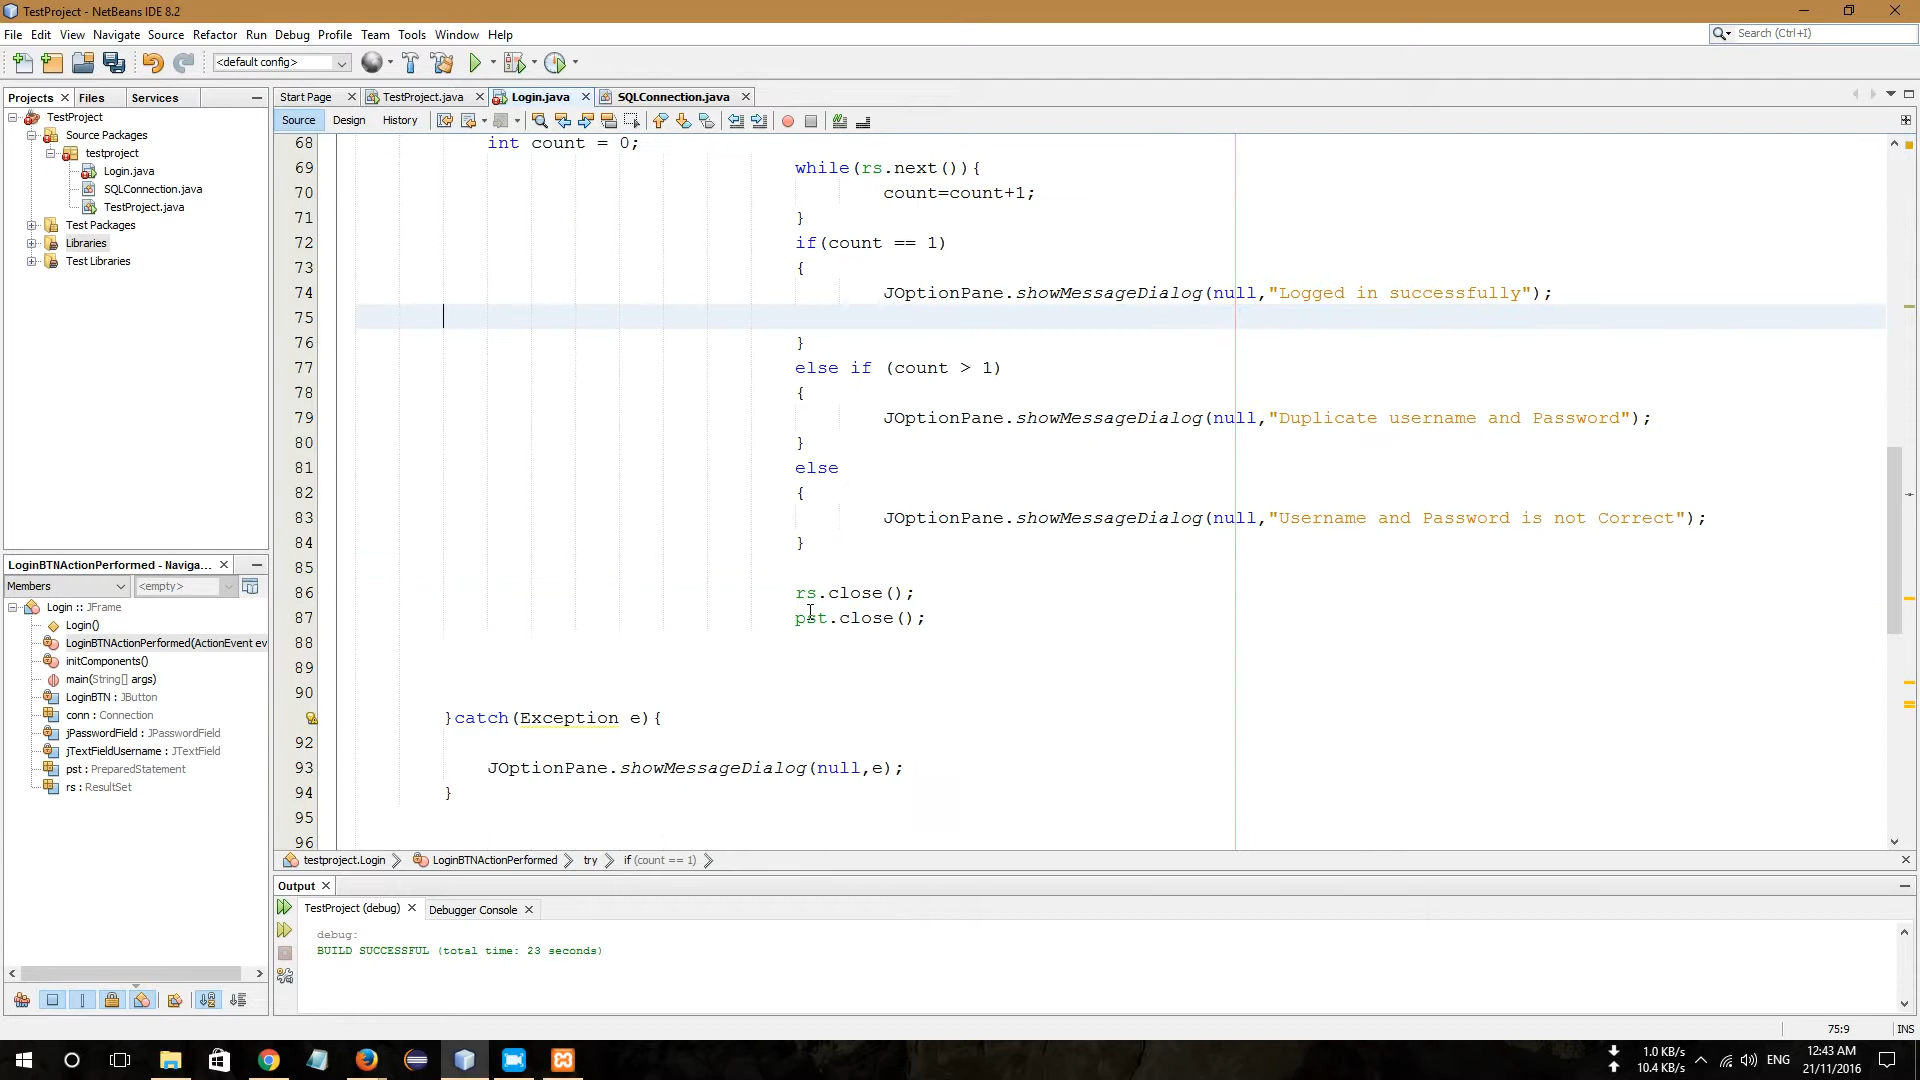 TestProject - NetBeans IDE 8.2
File Edit View Navigate Source Refactor Run Debug Profile Team Tools Window Help
Search (Ctrl+I)
<default config>
Projects Files Services
Start Page TestProject.java Login.java SQLConnection.java
Source Design History
TestProject
Source Packages
testproject
Login.java
SQLConnection.java
TestProject.java
Test Packages
Libraries
Test Libraries
68 int count = 0;
69 while(rs.next()){
70 count=count+1;
71 }
72 if(count == 1)
73 {
74 JOptionPane.showMessageDialog(null,"Logged in successfully");
75
76 }
77 else if (count > 1)
78 {
79 JOptionPane.showMessageDialog(null,"Duplicate username and Password");
80 }
81 else
82 {
83 JOptionPane.showMessageDialog(null,"Username and Password is not Correct");
84 }
85
86 rs.close();
87 pst.close();
88
89
90
}catch(Exception e){
92
93 JOptionPane.showMessageDialog(null,e);
94 }
95
96
LoginBTNActionPerformed - Naviga...
Members <empty>
Login :: JFrame
Login()
LoginBTNActionPerformed(ActionEvent ev
initComponents()
main(String[] args)
LoginBTN : JButton
conn : Connection
jPasswordField : JPasswordField
jTextFieldUsername : JTextField
pst : PreparedStatement
rs : ResultSet
testproject.Login LoginBTNActionPerformed try if (count == 1)
Output
TestProject (debug) Debugger Console
debug:
BUILD SUCCESSFUL (total time: 23 seconds)
75:9 INS
1.0 KB/s
10.4 KB/s
ENG
12:43 AM
21/11/2016